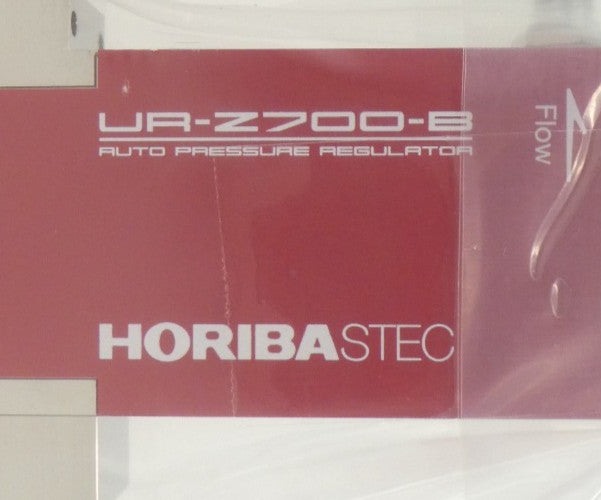 UR-Z700-B
AUTO PRESSURE REGULATOR
Flow
HORIBASTEC